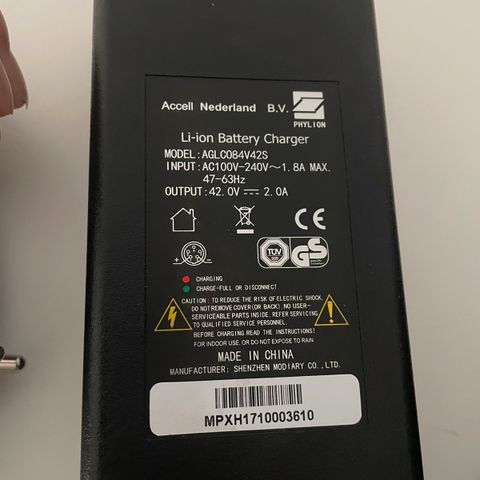 Accell Nederland B.V.
PHYLION
Li-ion Battery Charger
MODEL:AGLC084V42S
INPUT:AC100V-240V～1.8A MAX.
47-63Hz
OUTPUT:42.0V⎓2.0A
CE
TÜV
GS
CHARGING
CHARGE-FULL OR DISCONNECT
CAUTION: TO REDUCE THE RISK OF ELECTRIC SHOCK,
DO NOT REMOVE COVER(OR BACK) NO USER-
SERVICEABLE PARTS INSIDE. REFER SERVICING
TO QUALIFIED SERVICE PERSONNEL.
BEFORE CHARGING READ THE INSTRUCTIONS
FOR INDOOR USE, OR DO NOT EXPOSE TO RAIN
MADE IN CHINA
MANUFACTURER: SHENZHEN MODIARY CO., LTD.
MPXH1710003610